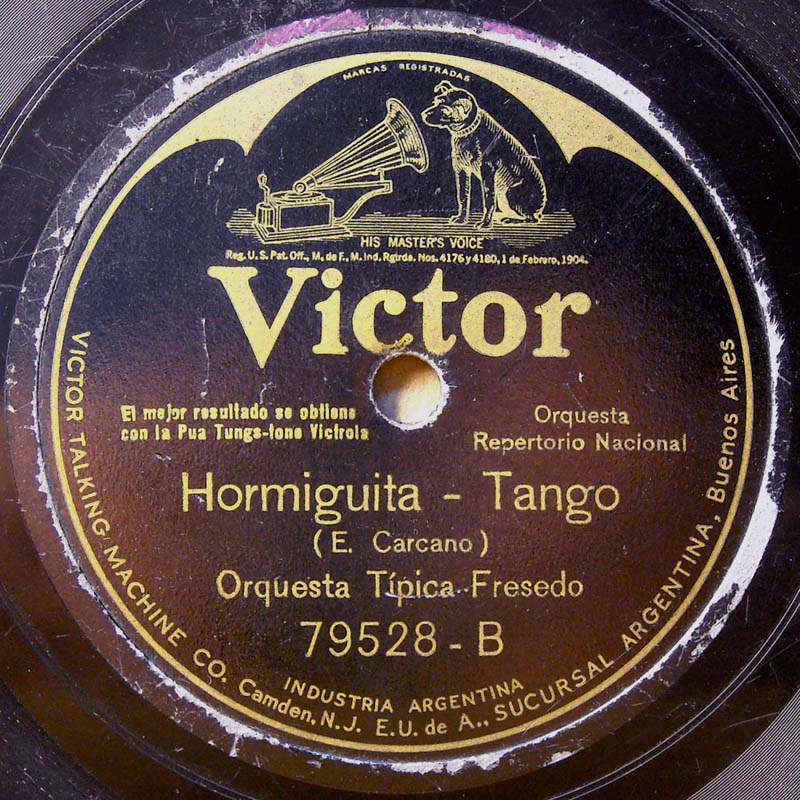 MARCAS REGISTRADAS
HIS MASTER'S VOICE
Reg. U.S. Pat. Off., M. de F., M. Ind. Rgtrda. Nos. 4176 y 4180, 1 de Febrero, 1904.
Victor
El mejor resultado se obtiene
con la Pua Tungs-tone Victrola
Orquesta
Repertorio Nacional
Hormiguita - Tango
(E. Carcano)
Orquesta Típica Fresedo
79528-B
INDUSTRIA ARGENTINA
VICTOR TALKING MACHINE CO. Camden, N.J. E.U. de A., SUCURSAL ARGENTINA, Buenos Aires